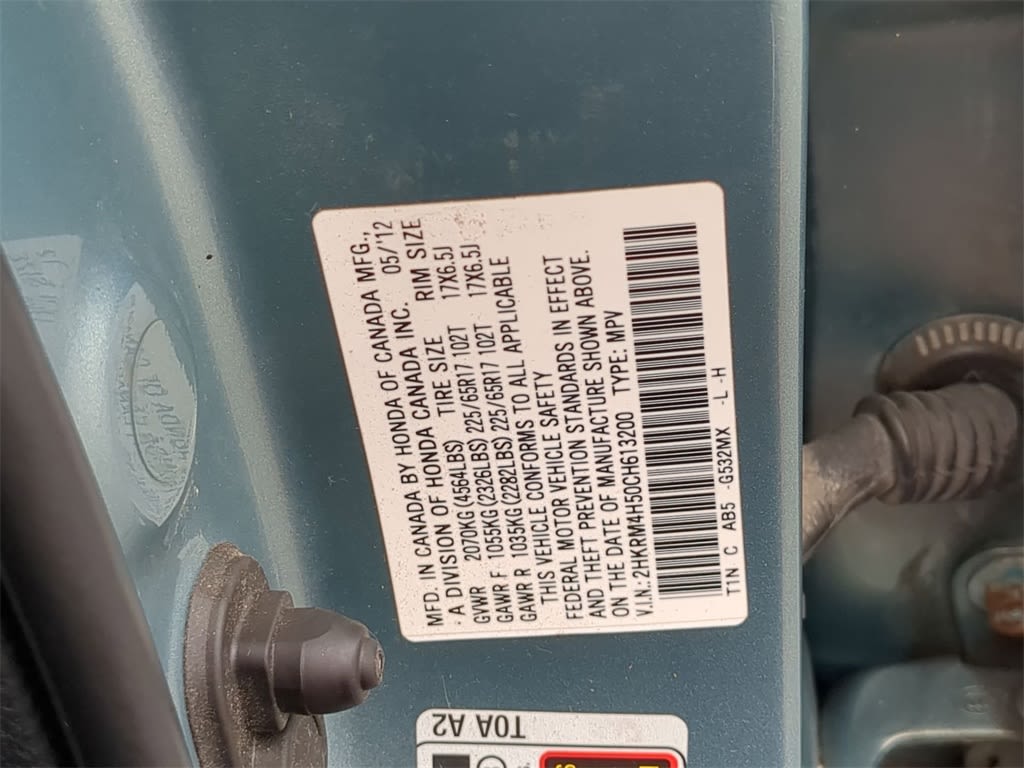 MFD. IN CANADA BY HONDA OF CANADA MFG.,
A DIVISION OF HONDA CANADA INC. 05/'12
GVWR 2070KG (4564LBS) TIRE SIZE RIM SIZE
GAWR F 1055KG (2326LBS) 225/65R17 102T 17X6.5J
GAWR R 1035KG (2282LBS) 225/65R17 102T 17X6.5J
THIS VEHICLE CONFORMS TO ALL APPLICABLE
FEDERAL MOTOR VEHICLE SAFETY
AND THEFT PREVENTION STANDARDS IN EFFECT
ON THE DATE OF MANUFACTURE SHOWN ABOVE.
V.I.N.: 2HKRM4H50CH613200 TYPE: MPV
T1N C AB5 -G532MX -L -H
T0A A2